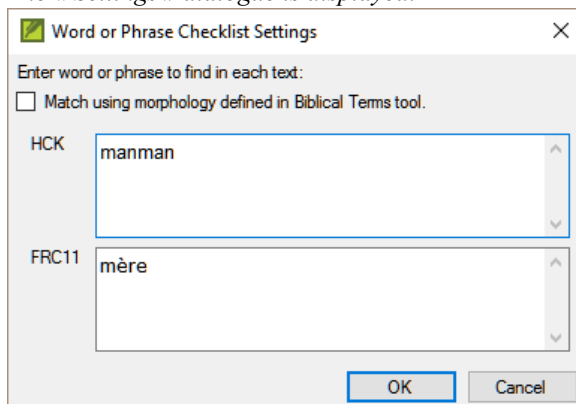 Word or Phrase Checklist Settings
Enter word or phrase to find in each text:
Match using morphology defined in Biblical Terms tool.
HCK
manman
FRC11
mère
OK Cancel